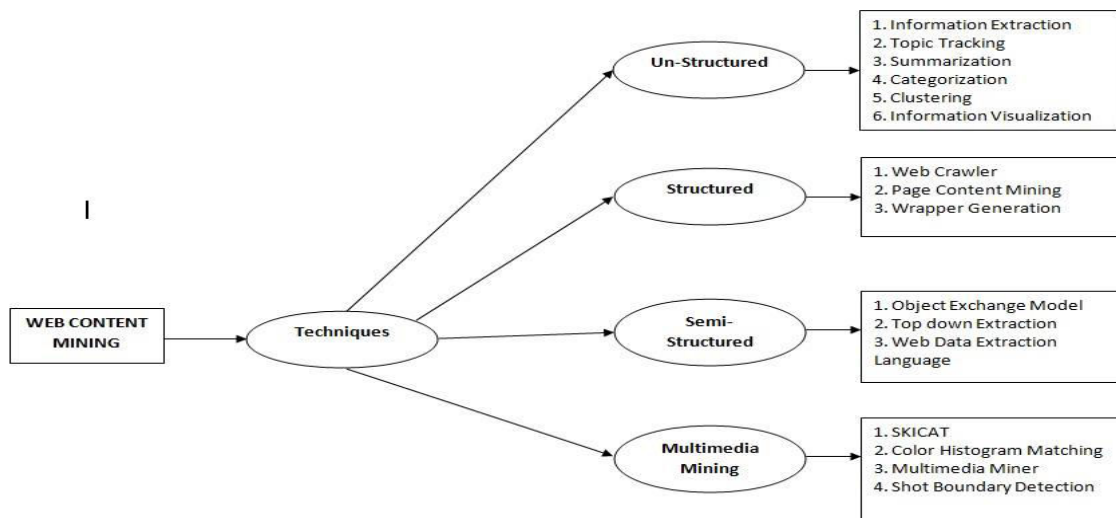 WEB CONTENT
MINING
Techniques
Un-Structured
1. Information Extraction
2. Topic Tracking
3. Summarization
4. Categorization
5. Clustering
6. Information Visualization
Structured
1. Web Crawler
2. Page Content Mining
3. Wrapper Generation
Semi-
Structured
1. Object Exchange Model
2. Top down Extraction
3. Web Data Extraction
Language
Multimedia
Mining
1. SKICAT
2. Color Histogram Matching
3. Multimedia Miner
4. Shot Boundary Detection